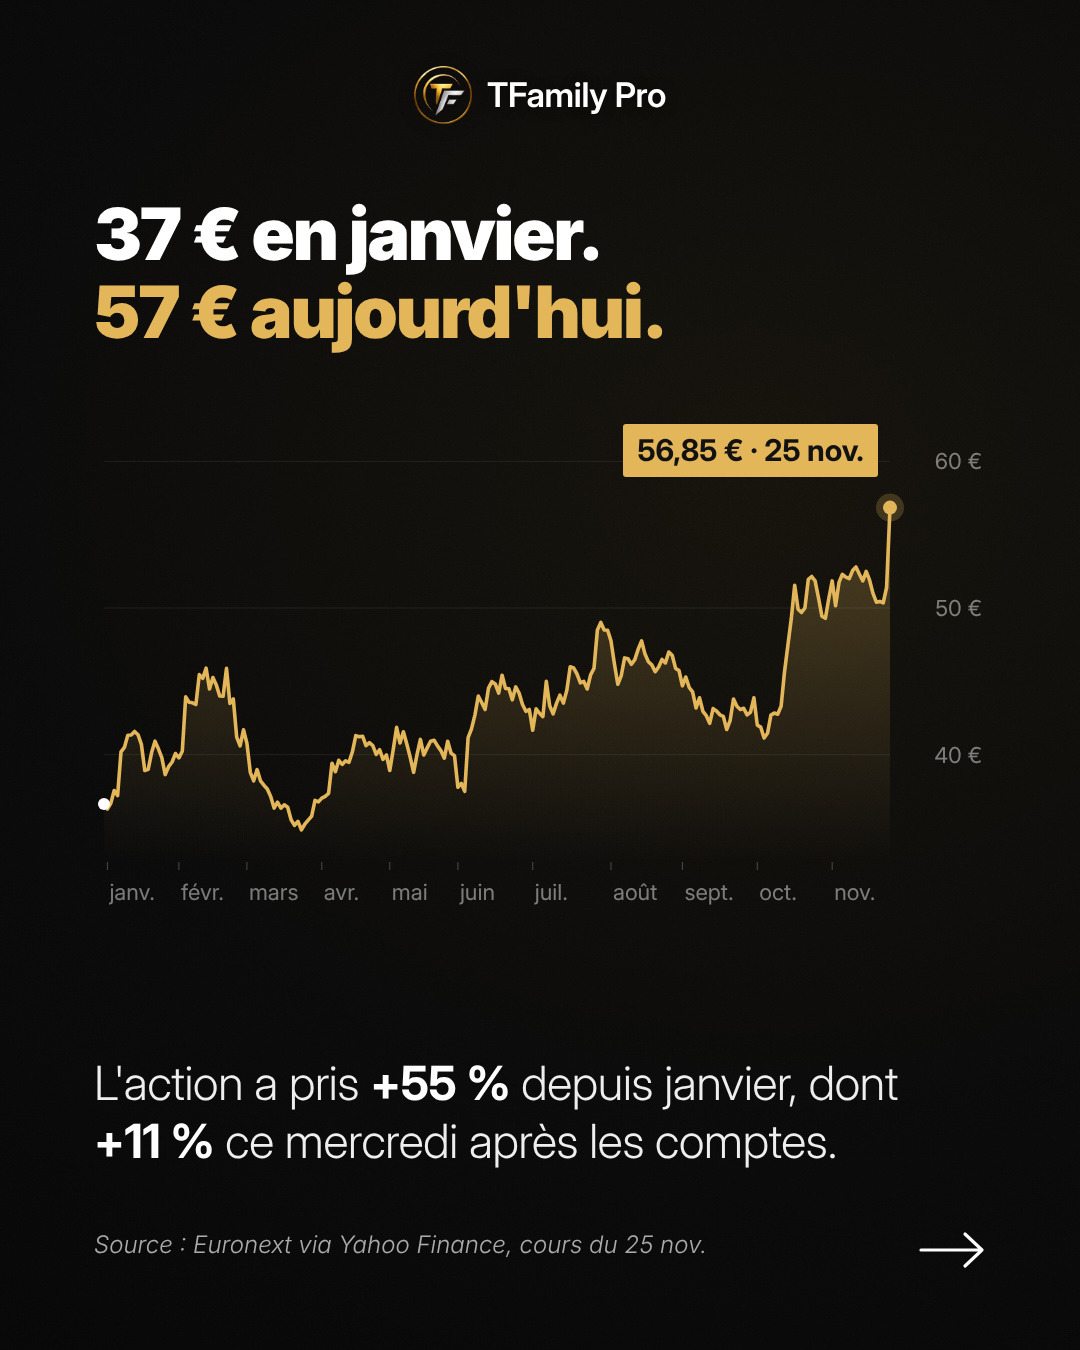 TF TFamily Pro
37 € en janvier.
57 € aujourd'hui.
56,85 € · 25 nov.
60 €
50 €
40 €
janv. févr. mars avr. mai juin juil. août sept. oct. nov.
L'action a pris +55 % depuis janvier, dont
+11 % ce mercredi après les comptes.
Source : Euronext via Yahoo Finance, cours du 25 nov.